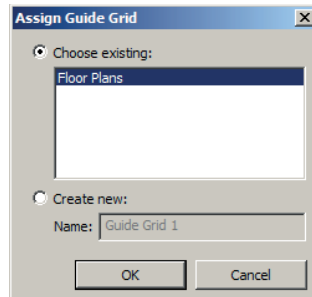 Assign Guide Grid
Choose existing:
Floor Plans
Create new:
Name: Guide Grid 1
OK Cancel